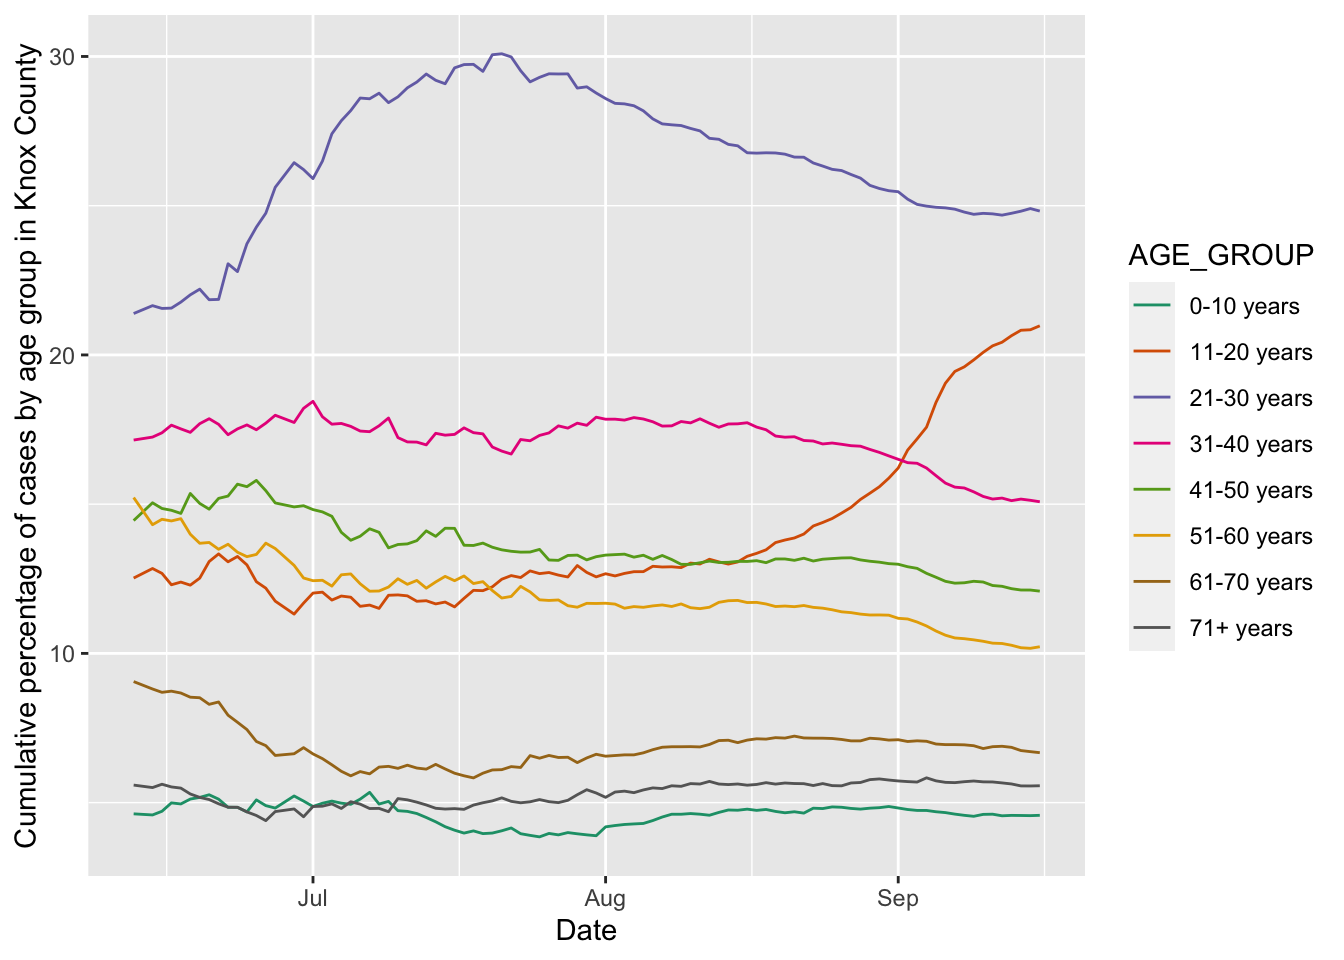 Cumulative percentage of cases by age group in Knox County
30
20
10
Jul
Aug
Sep
Date
AGE_GROUP
0-10 years
11-20 years
21-30 years
31-40 years
41-50 years
51-60 years
61-70 years
71+ years